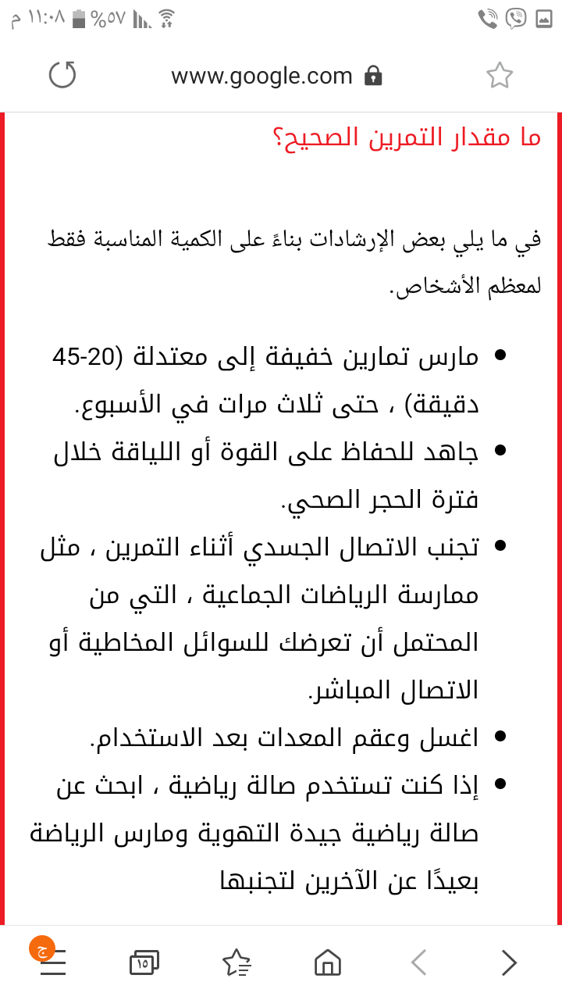 ١١:٠٨ م
%٥٧
www.google.com
ما مقدار التمرين الصحيح؟
في ما يلي بعض الإرشادات بناءً على الكمية المناسبة فقط
لمعظم الأشخاص.
• مارس تمارين خفيفة إلى معتدلة (20-45
دقيقة) ، حتى ثلاث مرات في الأسبوع.
• جاهد للحفاظ على القوة أو اللياقة خلال
فترة الحجر الصحي.
• تجنب الاتصال الجسدي أثناء التمرين ، مثل
ممارسة الرياضات الجماعية ، التي من
المحتمل أن تعرضك للسوائل المخاطية أو
الاتصال المباشر.
• اغسل وعقم المعدات بعد الاستخدام.
• إذا كنت تستخدم صالة رياضية ، ابحث عن
صالة رياضية جيدة التهوية ومارس الرياضة
بعيدًا عن الآخرين لتجنبها
ج
١٥